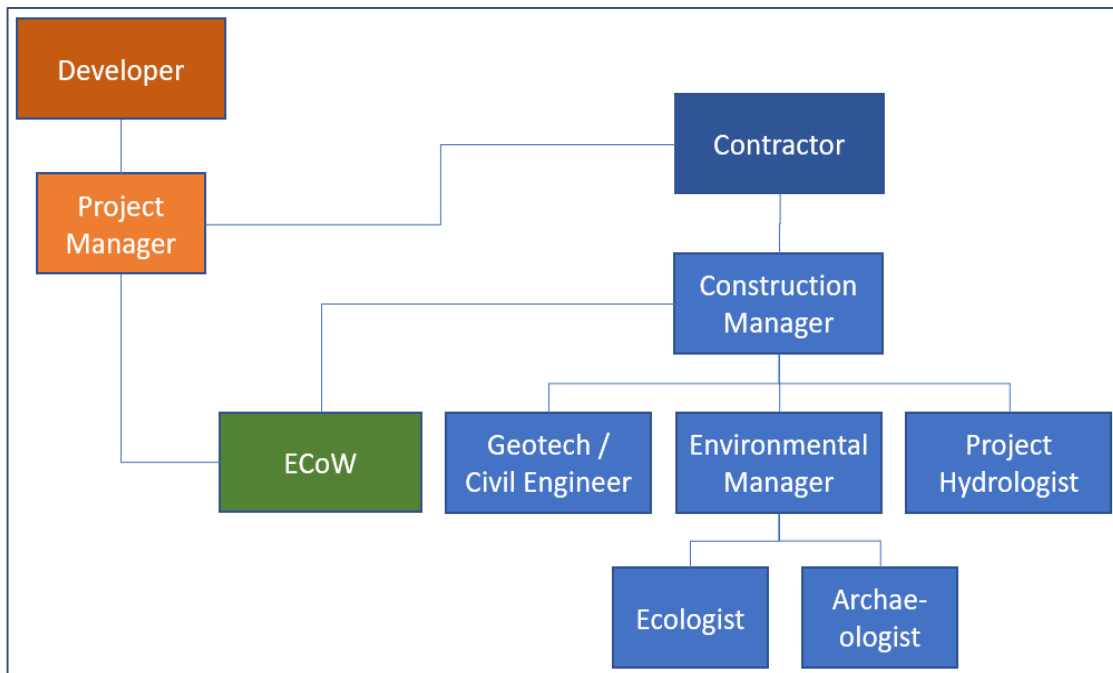 Developer
Contractor
Project
Manager
Construction
Manager
ECoW
Geotech /
Civil Engineer
Environmental
Manager
Project
Hydrologist
Ecologist
Archae-
ologist